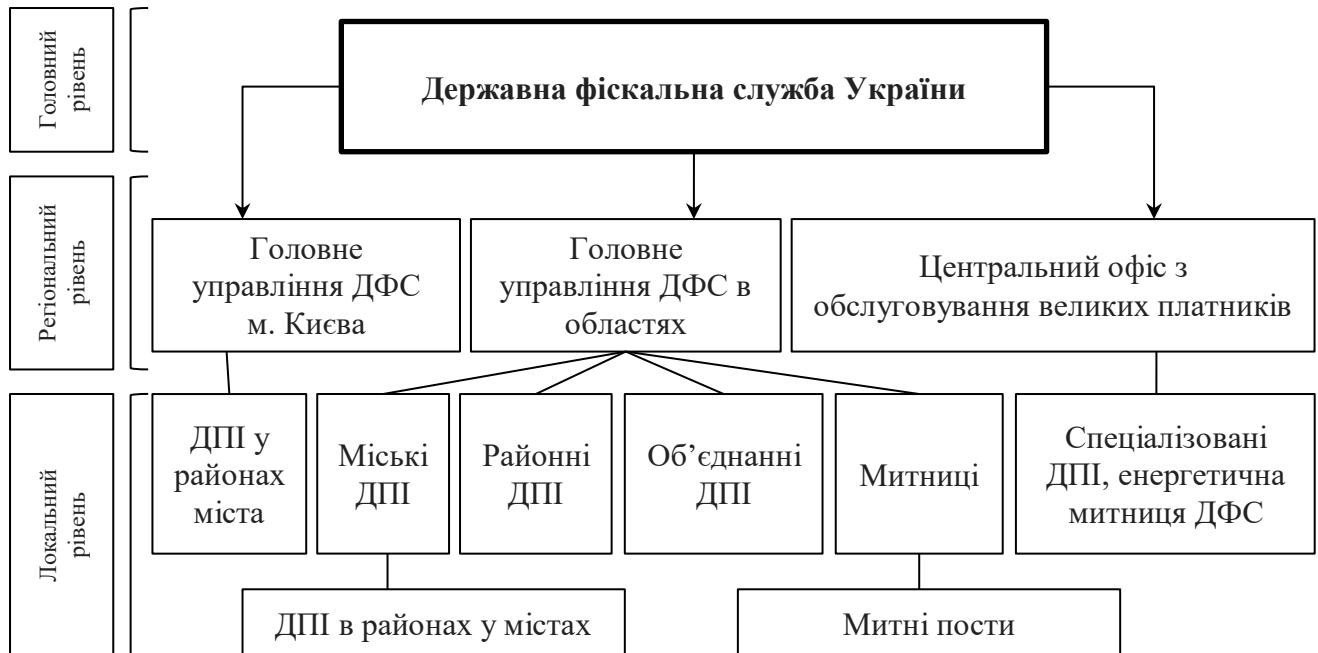 Головний
рівень
Державна фіскальна служба України
Регіональний
рівень
Головне
управління ДФС
м. Києва
Головне
управління ДФС в
областях
Центральний офіс з
обслуговування великих платників
Локальний
рівень
ДПІ у
районах
міста
Міські
ДПІ
Районні
ДПІ
Об’єднанні
ДПІ
Митниці
Спеціалізовані
ДПІ, енергетична
митниця ДФС
ДПІ в районах у містах
Митні пости